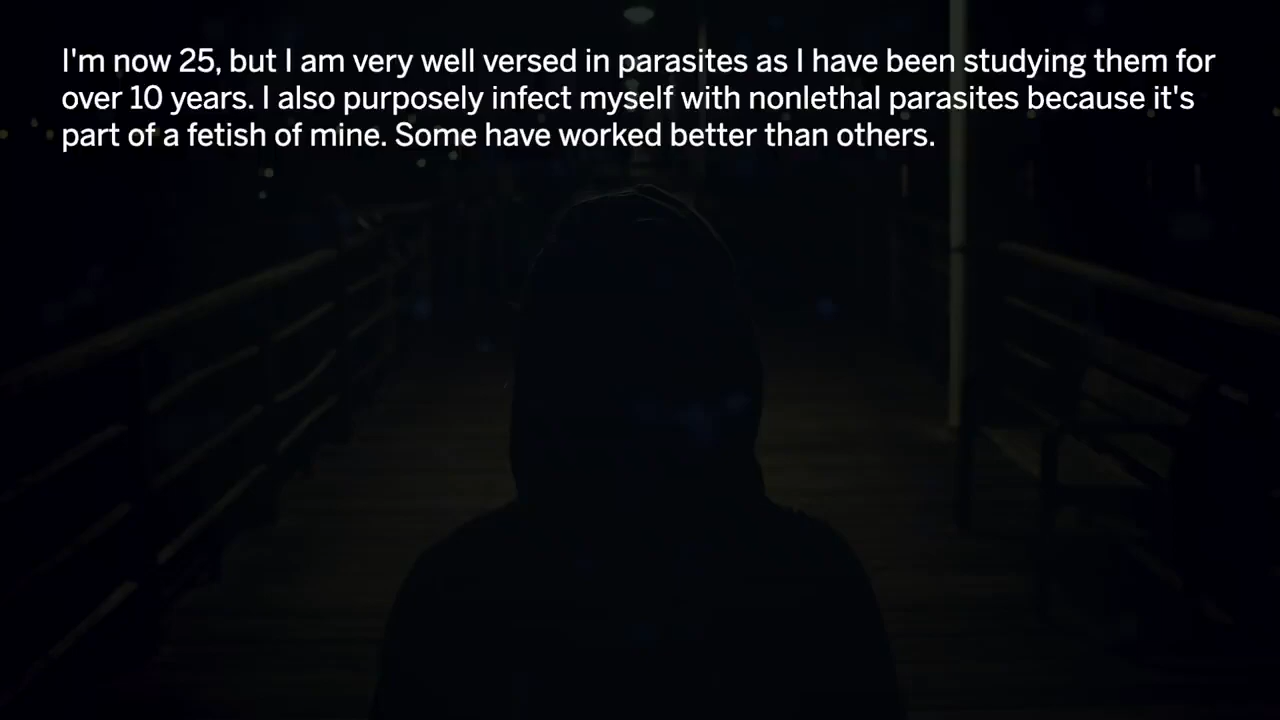 I'm now 25, but I am very well versed in parasites as I have been studying them for
over 10 years. I also purposely infect myself with nonlethal parasites because it's
part of a fetish of mine. Some have worked better than others.